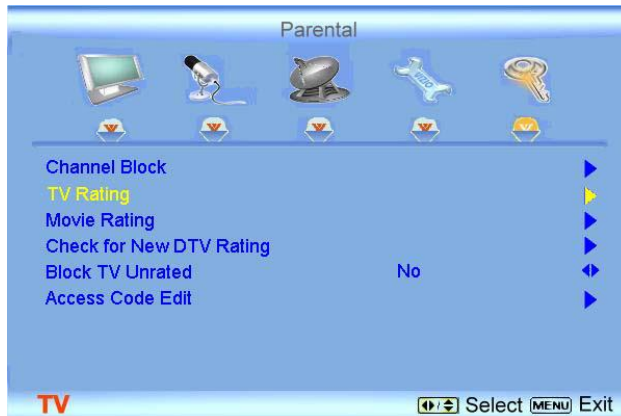 Parental
VIZIO
Channel Block
TV Rating
Movie Rating
Check for New DTV Rating
Block TV Unrated No
Access Code Edit
TV Select MENU Exit